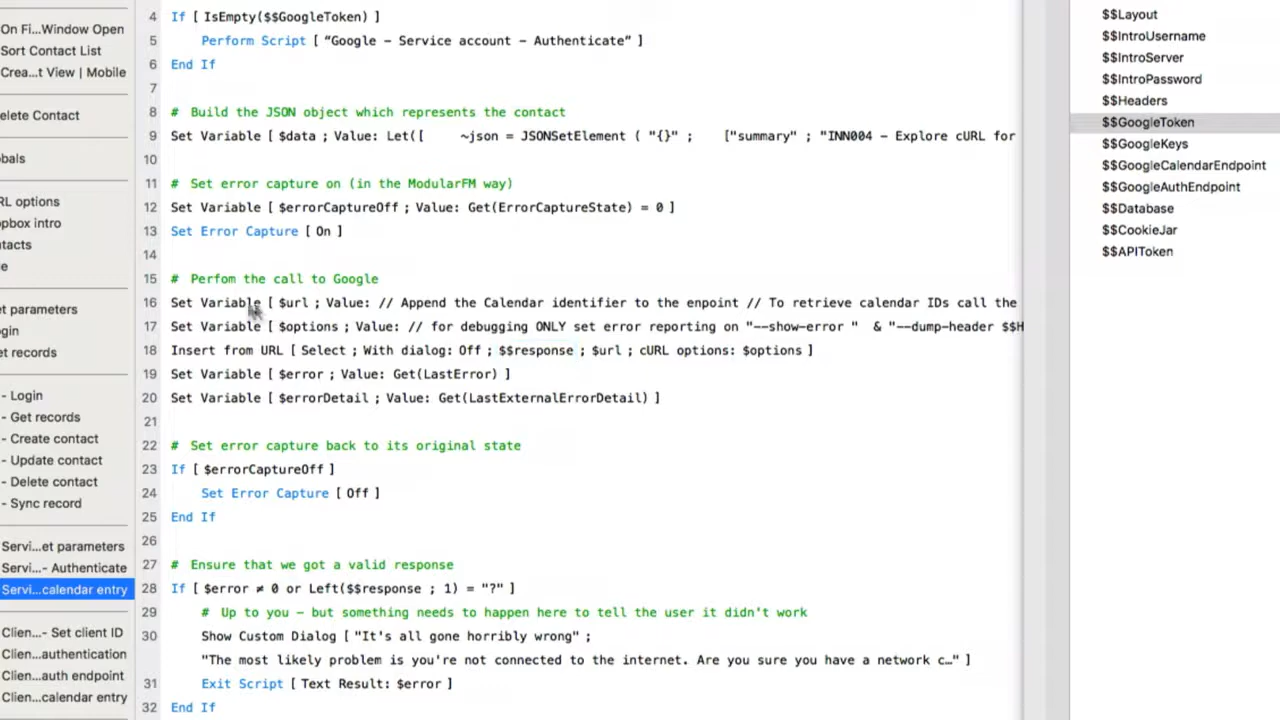 On Fi...Window Open
Sort Contact List
Crea...t View | Mobile
elete Contact
bals
RL options
pbox intro
tacts
e
et parameters
gin
et records
- Login
- Get records
- Create contact
- Update contact
- Delete contact
- Sync record
Servi...et parameters
Servi...- Authenticate
Servi...calendar entry
Clien...- Set client ID
Clien...authentication
Clien...auth endpoint
Clien...calendar entry
4 If [ IsEmpty($$GoogleToken) ]
5 Perform Script [ “Google – Service account – Authenticate” ]
6 End If
7
8 # Build the JSON object which represents the contact
9 Set Variable [ $data ; Value: Let([ ~json = JSONSetElement ( "{}" ; ["summary" ; "INN004 – Explore cURL for
10
11 # Set error capture on (in the ModularFM way)
12 Set Variable [ $errorCaptureOff ; Value: Get(ErrorCaptureState) = 0 ]
13 Set Error Capture [ On ]
14
15 # Perfom the call to Google
16 Set Variable [ $url ; Value: // Append the Calendar identifier to the enpoint // To retrieve calendar IDs call the
17 Set Variable [ $options ; Value: // for debugging ONLY set error reporting on "--show-error " & "--dump-header $$H
18 Insert from URL [ Select ; With dialog: Off ; $$response ; $url ; cURL options: $options ]
19 Set Variable [ $error ; Value: Get(LastError) ]
20 Set Variable [ $errorDetail ; Value: Get(LastExternalErrorDetail) ]
21
22 # Set error capture back to its original state
23 If [ $errorCaptureOff ]
24 Set Error Capture [ Off ]
25 End If
26
27 # Ensure that we got a valid response
28 If [ $error ≠ 0 or Left($$response ; 1) = "?" ]
29 # Up to you – but something needs to happen here to tell the user it didn't work
30 Show Custom Dialog [ "It's all gone horribly wrong" ;
"The most likely problem is you're not connected to the internet. Are you sure you have a network c…" ]
31 Exit Script [ Text Result: $error ]
32 End If
$$Layout
$$IntroUsername
$$IntroServer
$$IntroPassword
$$Headers
$$GoogleToken
$$GoogleKeys
$$GoogleCalendarEndpoint
$$GoogleAuthEndpoint
$$Database
$$CookieJar
$$APIToken